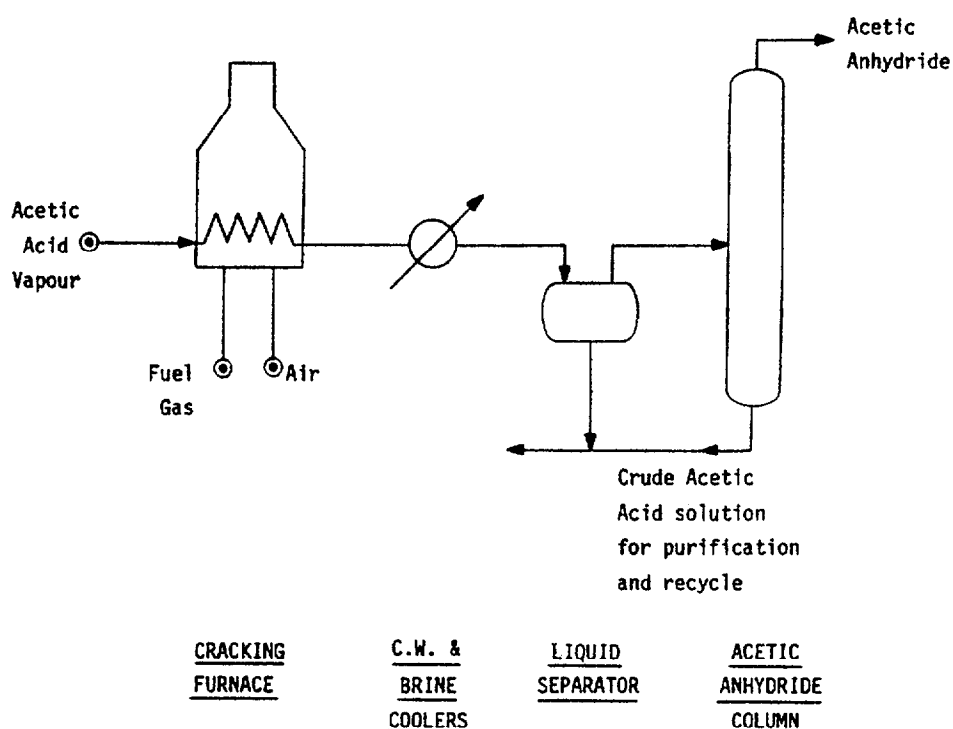 Acetic
Anhydride
Acetic
Acid
Vapour
Fuel
Gas
Air
Crude Acetic
Acid solution
for purification
and recycle
CRACKING
FURNACE
C.W. &
BRINE
COOLERS
LIQUID
SEPARATOR
ACETIC
ANHYDRIDE
COLUMN